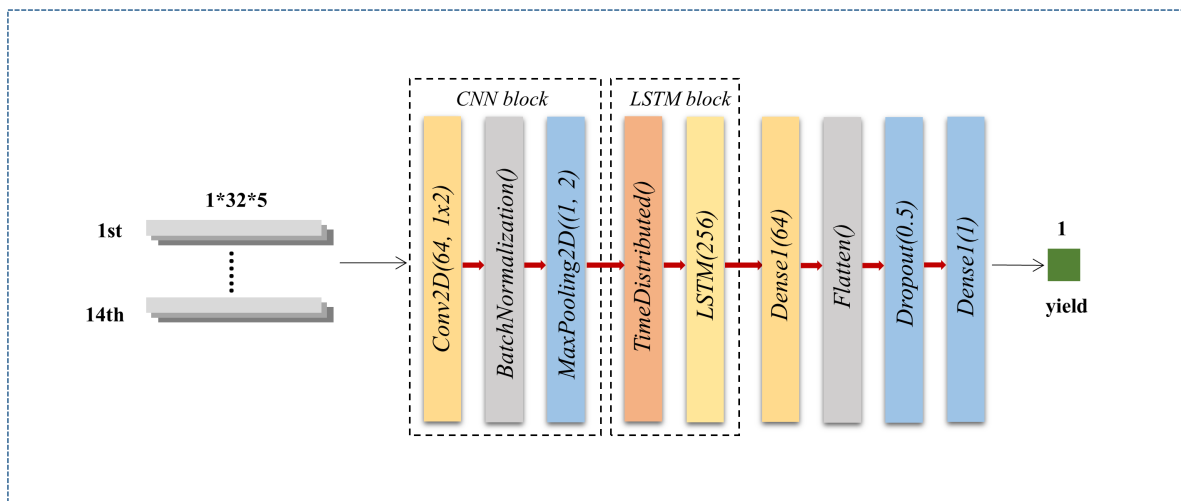 CNN block
LSTM block
1*32*5
1st
14th
Conv2D(64, 1x2)
BatchNormalization()
MaxPooling2D((1, 2)
TimeDistributed()
LSTM(256)
Dense1(64)
Flatten()
Dropout(0.5)
Dense1(1)
1
yield